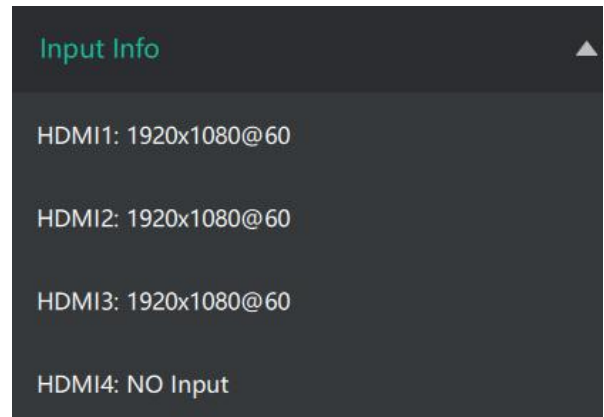 Input Info
HDMI1: 1920x1080@60
HDMI2: 1920x1080@60
HDMI3: 1920x1080@60
HDMI4: NO Input